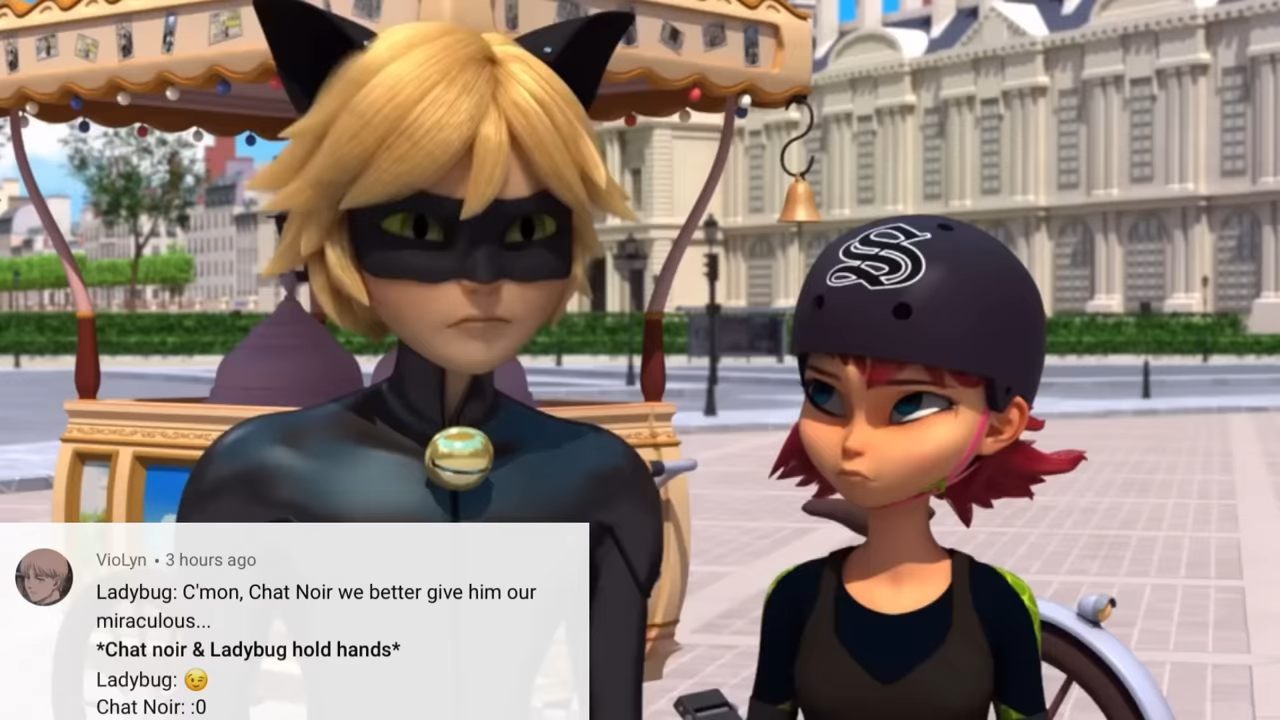 S
VioLyn • 3 hours ago
Ladybug: C'mon, Chat Noir we better give him our
miraculous...
*Chat noir & Ladybug hold hands*
Ladybug: 😉
Chat Noir: :0